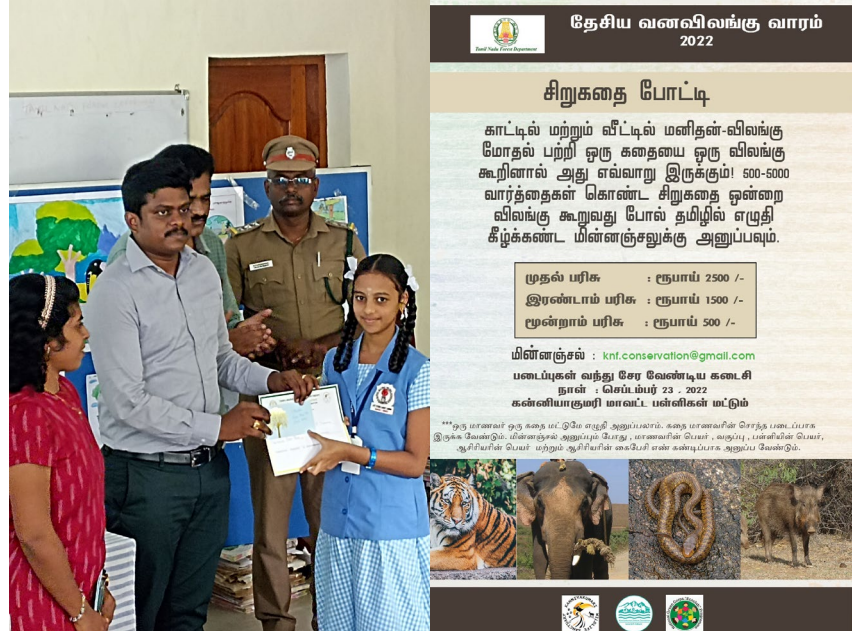 Tamil Nadu Forest Department
தேசிய வனவிலங்கு வாரம்
2022
சிறுகதை போட்டி
காட்டில் மற்றும் வீட்டில் மனிதன்-விலங்கு
மோதல் பற்றி ஒரு கதையை ஒரு விலங்கு
கூறினால் அது எவ்வாறு இருக்கும்! 500-5000
வார்த்தைகள் கொண்ட சிறுகதை ஒன்றை
விலங்கு கூறுவது போல் தமிழில் எழுதி
கீழ்க்கண்ட மின்னஞ்சலுக்கு அனுப்பவும்.
முதல் பரிசு : ரூபாய் 2500 /-
இரண்டாம் பரிசு : ரூபாய் 1500 /-
மூன்றாம் பரிசு : ரூபாய் 500 /-
மின்னஞ்சல் : knf.conservation@gmail.com
படைப்புகள் வந்து சேர வேண்டிய கடைசி
நாள் : செப்டம்பர் 23 . 2022
கன்னியாகுமரி மாவட்ட பள்ளிகள் மட்டும்
***ஒரு மாணவர் ஒரு கதை மட்டுமே எழுதி அனுப்பலாம். கதை மாணவரின் சொந்த படைப்பாக
இருக்க வேண்டும். மின்னஞ்சல் அனுப்பும் போது , மாணவரின் பெயர் , வகுப்பு , பள்ளியின் பெயர்,
ஆசிரியரின் பெயர் மற்றும் ஆசிரியரின் கைபேசி எண் கண்டிப்பாக அனுப்ப வேண்டும்.